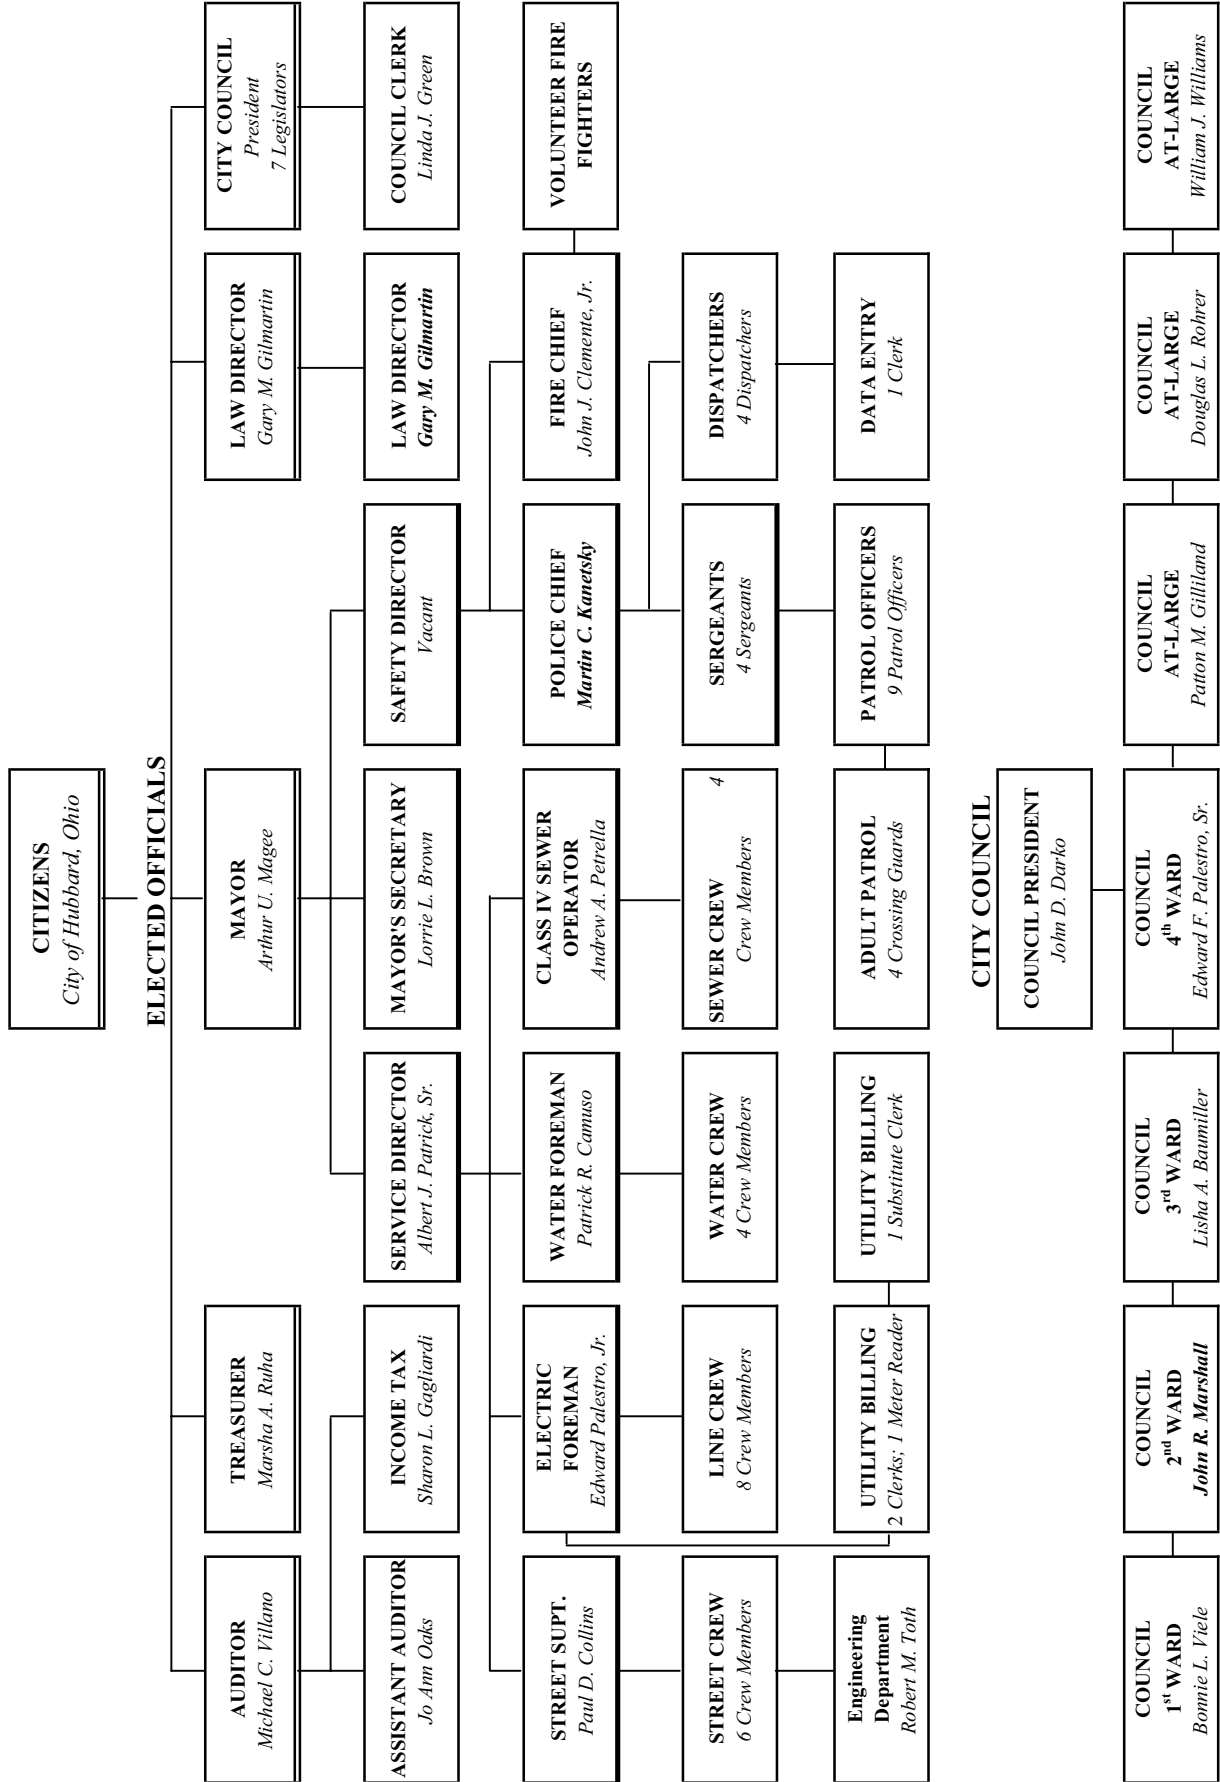 CITIZENS
City of Hubbard, Ohio
ELECTED OFFICIALS
AUDITOR
Michael C. Villano
TREASURER
Marsha A. Ruha
MAYOR
Arthur U. Magee
LAW DIRECTOR
Gary M. Gilmartin
CITY COUNCIL
President
7 Legislators
ASSISTANT AUDITOR
Jo Ann Oaks
INCOME TAX
Sharon L. Gagliardi
SERVICE DIRECTOR
Albert J. Patrick, Sr.
MAYOR'S SECRETARY
Lorrie L. Brown
SAFETY DIRECTOR
Vacant
LAW DIRECTOR
Gary M. Gilmartin
COUNCIL CLERK
Linda J. Green
STREET SUPT.
Paul D. Collins
ELECTRIC
FOREMAN
Edward Palestro, Jr.
WATER FOREMAN
Patrick R. Camuso
CLASS IV SEWER
OPERATOR
Andrew A. Petrella
POLICE CHIEF
Martin C. Kanetsky
FIRE CHIEF
John J. Clemente, Jr.
VOLUNTEER FIRE
FIGHTERS
STREET CREW
6 Crew Members
LINE CREW
8 Crew Members
WATER CREW
4 Crew Members
SEWER CREW 4
Crew Members
SERGEANTS
4 Sergeants
DISPATCHERS
4 Dispatchers
Engineering
Department
Robert M. Toth
UTILITY BILLING
2 Clerks; 1 Meter Reader
UTILITY BILLING
1 Substitute Clerk
ADULT PATROL
4 Crossing Guards
PATROL OFFICERS
9 Patrol Officers
DATA ENTRY
1 Clerk
CITY COUNCIL
COUNCIL PRESIDENT
John D. Darko
COUNCIL
1st WARD
Bonnie L. Viele
COUNCIL
2nd WARD
John R. Marshall
COUNCIL
3rd WARD
Lisha A. Baumiller
COUNCIL
4th WARD
Edward F. Palestro, Sr.
COUNCIL
AT-LARGE
Patton M. Gilliland
COUNCIL
AT-LARGE
Douglas L. Rohrer
COUNCIL
AT-LARGE
William J. Williams